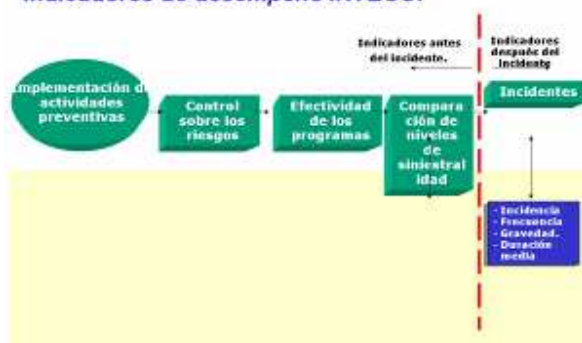 Indicadores antes
del incidente.
Indicadores
después del
incidente
Implementación de
actividades
preventivas
Control
sobre los
riesgos
Efectividad
de los
programas
Compara
ción de
niveles
de
siniestral
idad
Incidentes
- Incidencia
- Frecuencia
- Gravedad.
- Duración
media